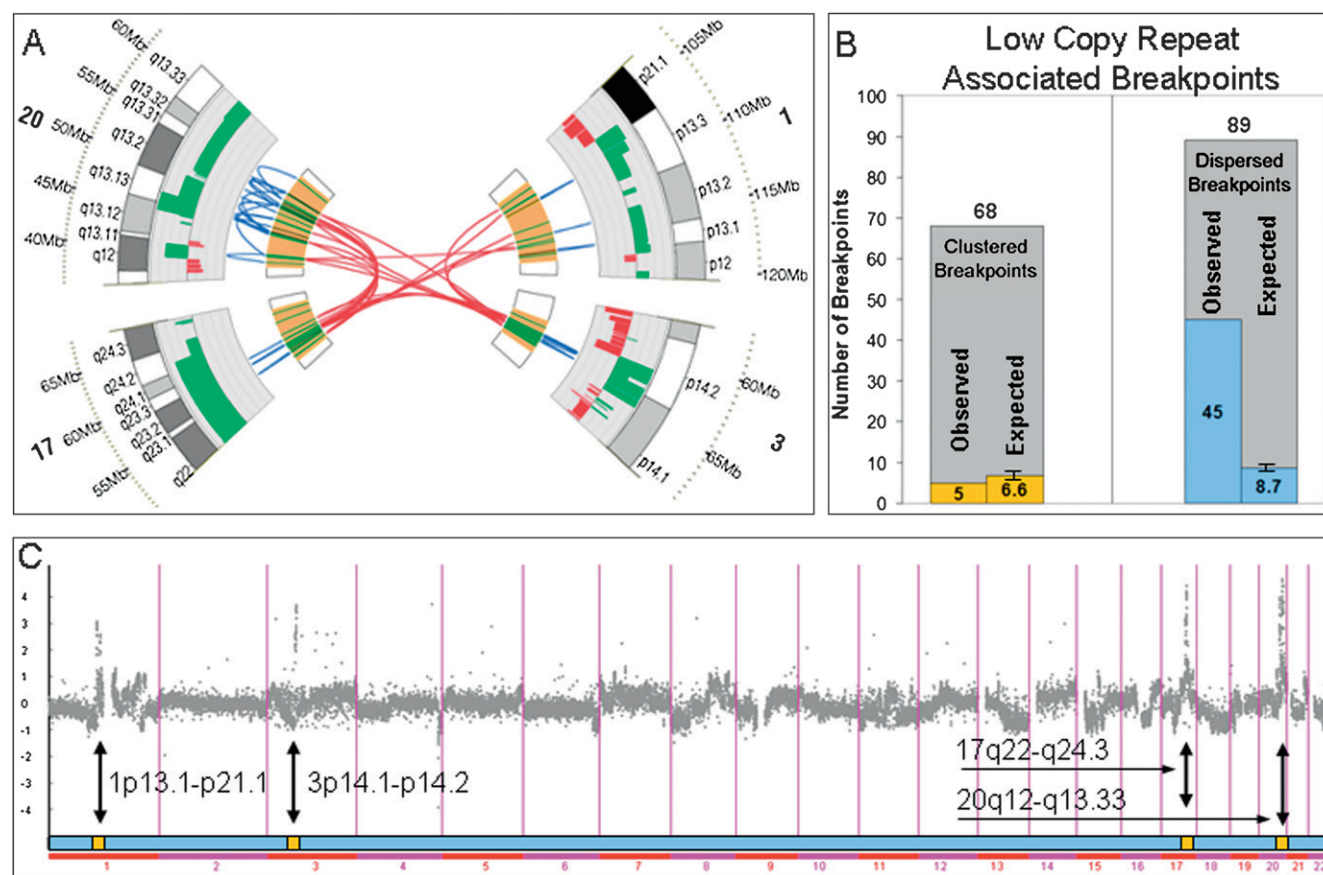 A
60Mb
55Mb
50Mb
45Mb
40Mb
20
q13.33
q13.32
q13.31
q13.2
q13.13
q13.12
q13.11
q12
105Mb
110Mb
115Mb
120Mb
1
p21.1
p13.3
p13.2
p13.1
p12
65Mb
60Mb
55Mb
17
q24.3
q24.2
q24.1
q23.3
q23.2
q23.1
q22
60Mb
65Mb
3
p14.2
p14.1
B
Low Copy Repeat
Associated Breakpoints
Number of Breakpoints
100
90
80
70
60
50
40
30
20
10
0
68
Clustered
Breakpoints
Observed
Expected
5
6.6
89
Dispersed
Breakpoints
Observed
Expected
45
8.7
C
4
3
2
1
0
-1
-2
-3
-4
1p13.1-p21.1
3p14.1-p14.2
17q22-q24.3
20q12-q13.33
1 2 3 4 5 6 7 8 9 10 11 12 13 14 15 16 17 18 19 20 21 22